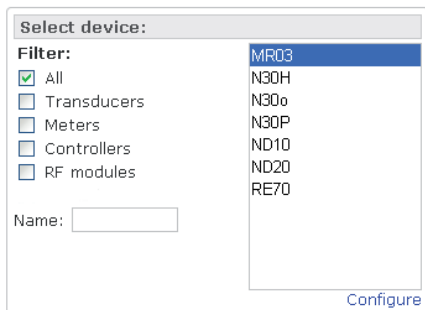 Select device:
Filter:
All
Transducers
Meters
Controllers
RF modules
Name:
MR03
N30H
N30o
N30P
ND10
ND20
RE70
Configure